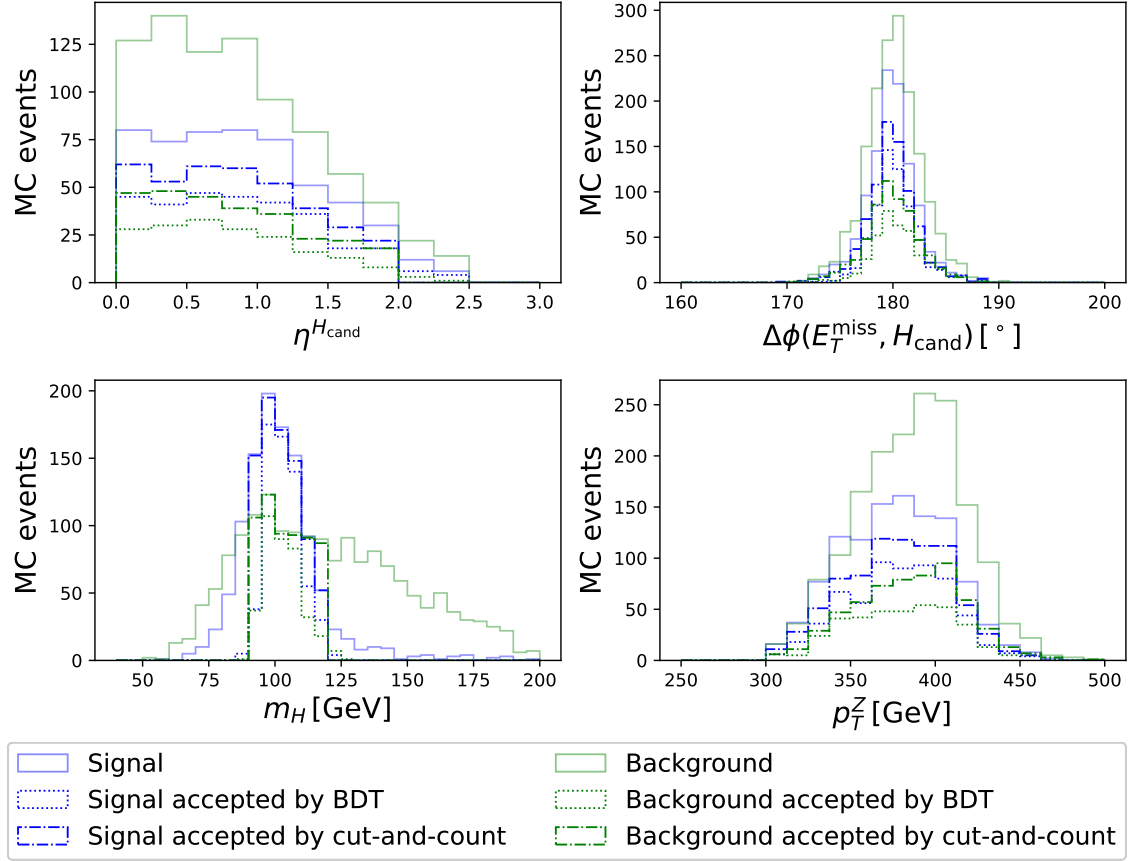 MC events
125
100
75
50
25
0
0.0 0.5 1.0 1.5 2.0 2.5 3.0
η^{H_cand}
MC events
300
250
200
150
100
50
0
160 170 180 190 200
Δϕ(E_T^miss, H_cand) [°]
MC events
200
150
100
50
0
50 75 100 125 150 175 200
m_H [GeV]
MC events
250
200
150
100
50
0
250 300 350 400 450 500
p_T^Z [GeV]
Signal
Signal accepted by BDT
Signal accepted by cut-and-count
Background
Background accepted by BDT
Background accepted by cut-and-count